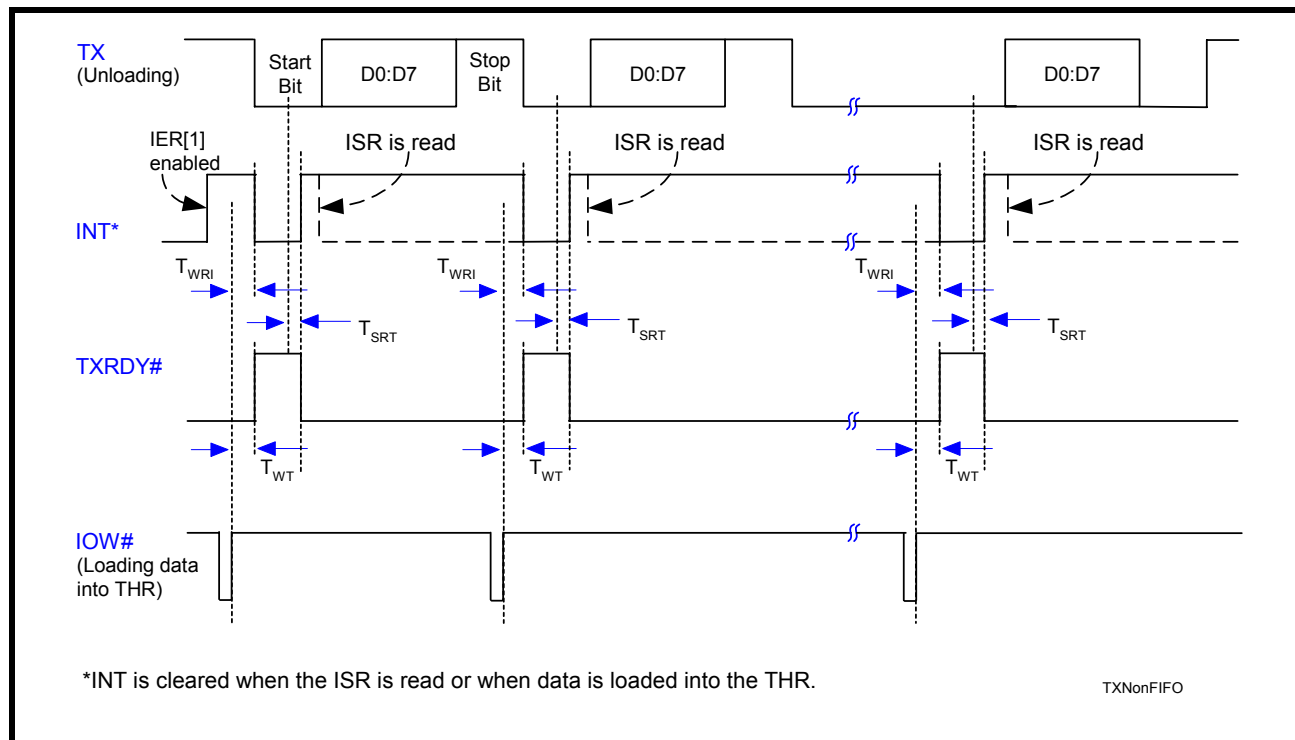 TX
(Unloading)
Start
Bit
D0:D7
Stop
Bit
D0:D7
D0:D7
IER[1]
enabled
ISR is read
ISR is read
ISR is read
INT*
TWRI
TWRI
TWRI
TSRT
TSRT
TSRT
TXRDY#
TWT
TWT
TWT
IOW#
(Loading data
into THR)
*INT is cleared when the ISR is read or when data is loaded into the THR.
TXNonFIFO